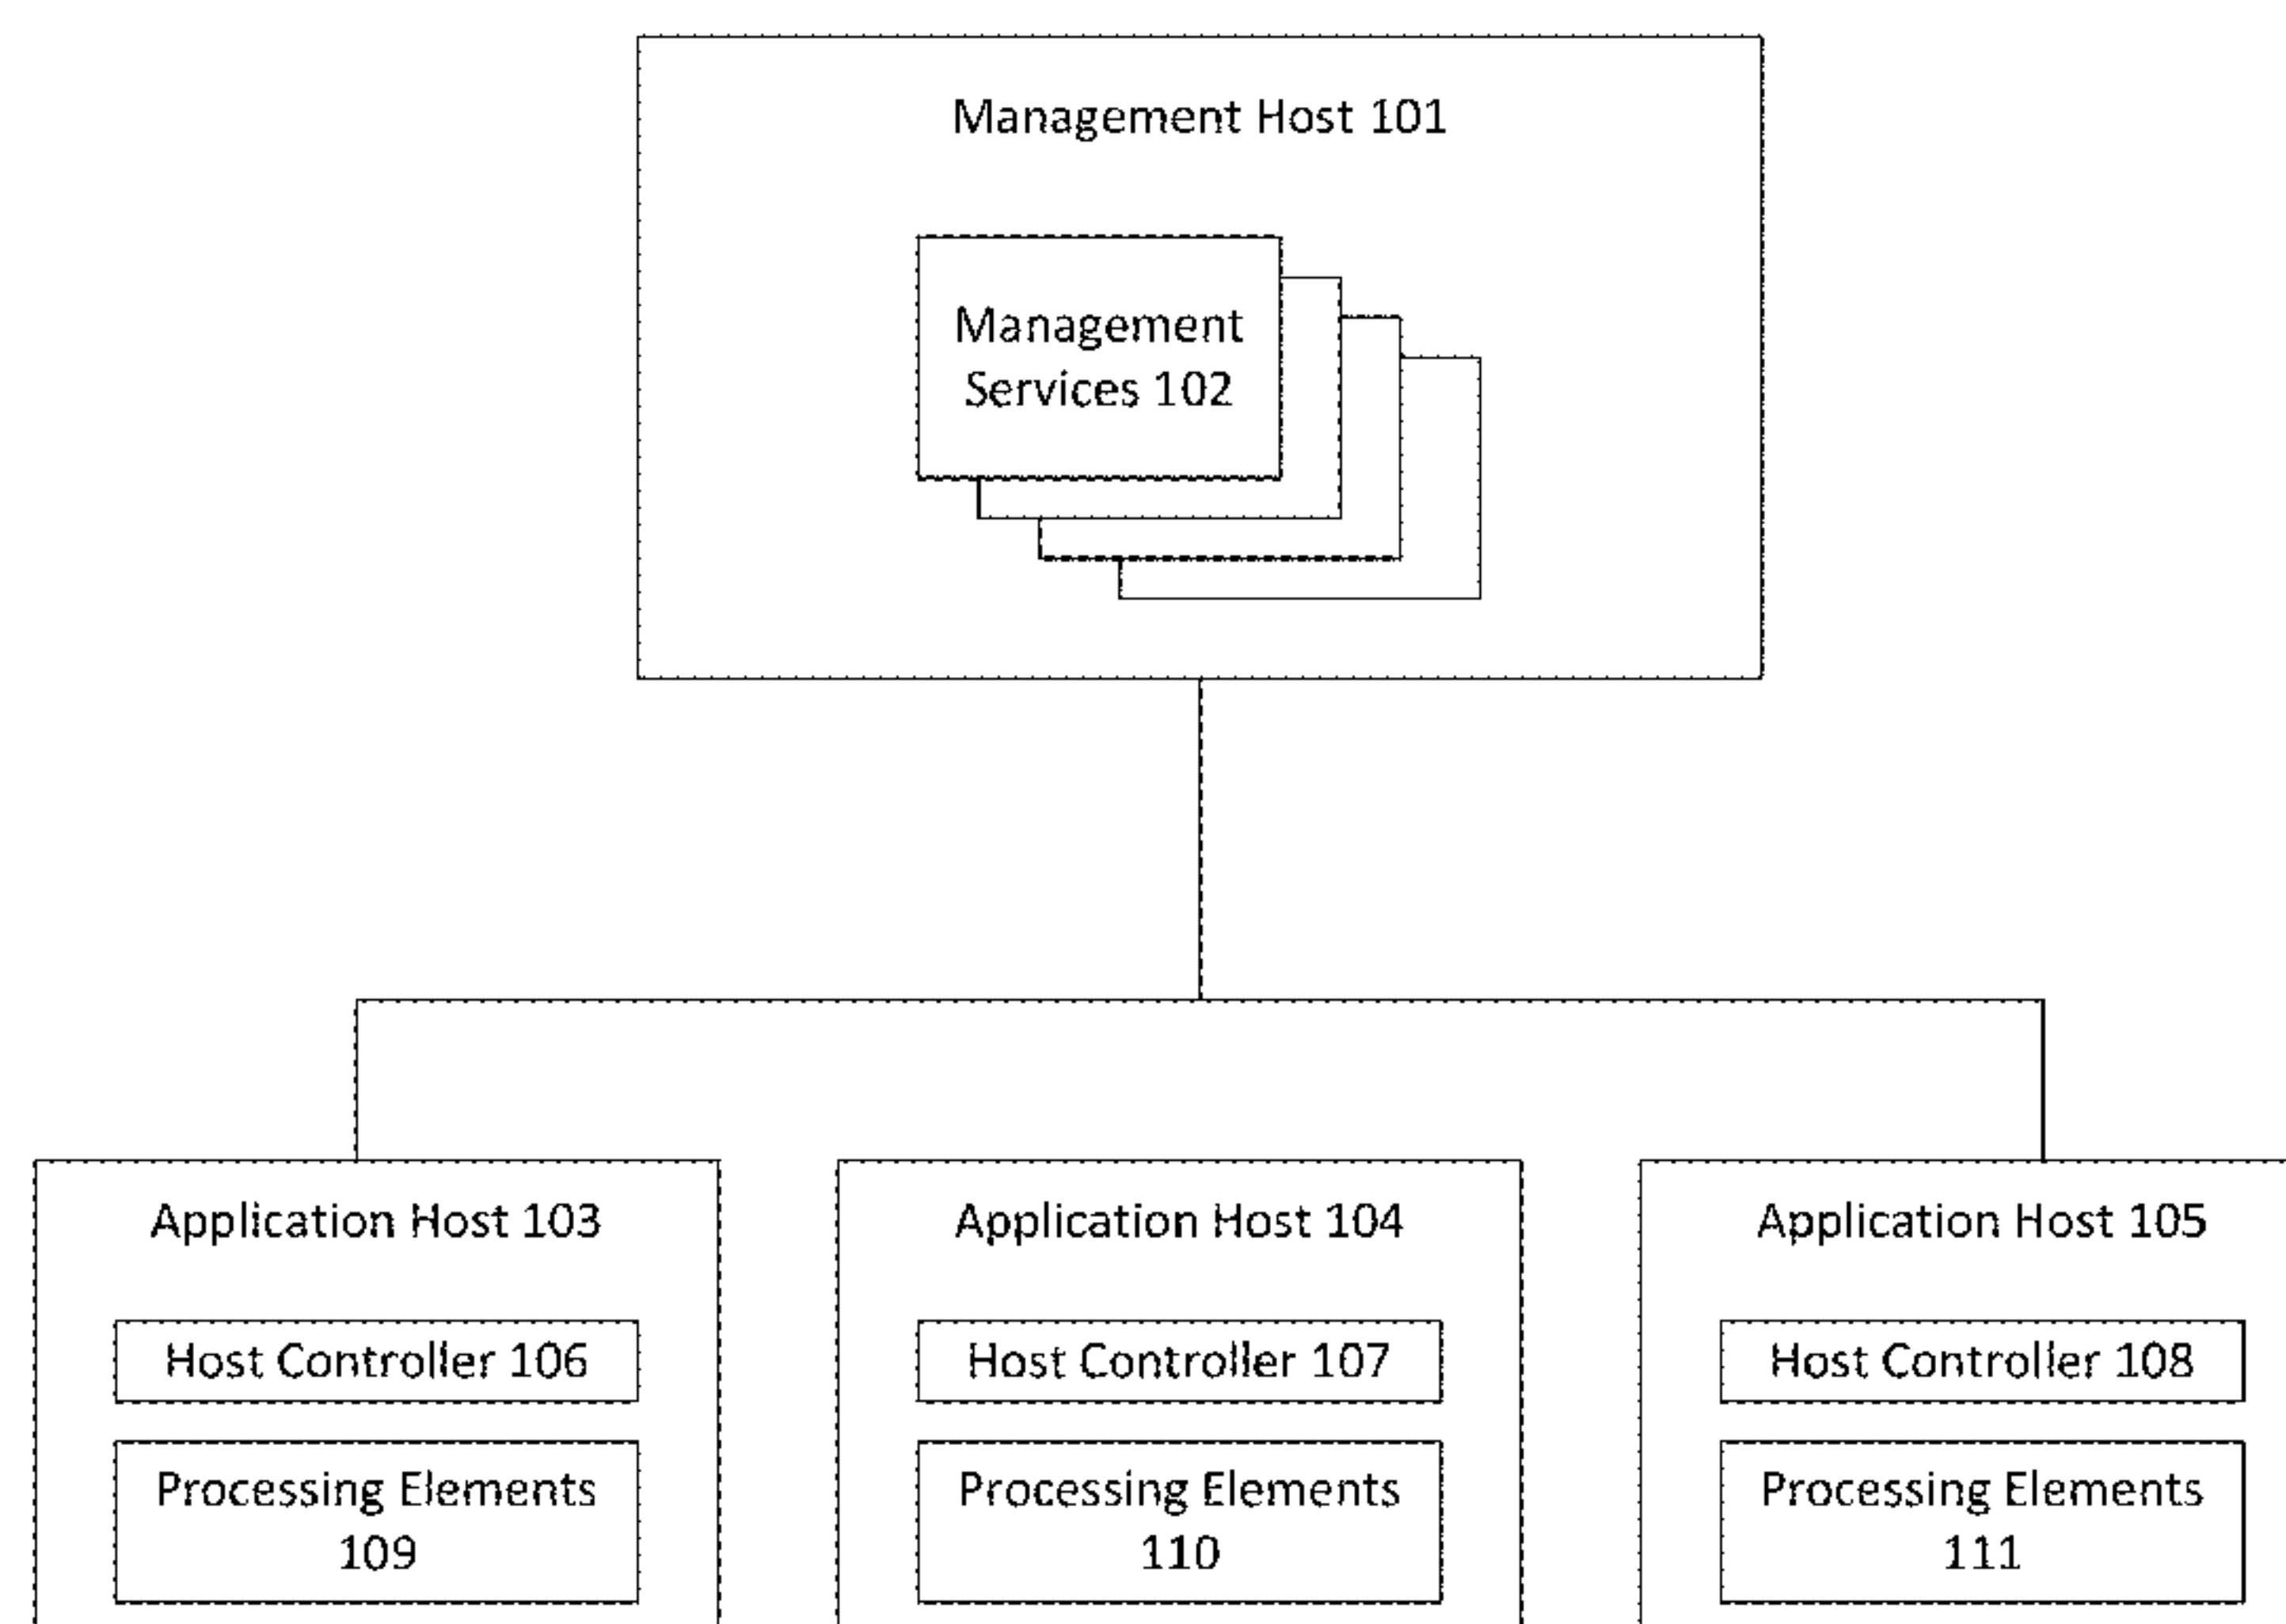 Management Host 101
Management
Services 102
Application Host 103
Application Host 104
Application Host 105
Host Controller 106
Host Controller 107
Host Controller 108
Processing Elements
109
Processing Elements
110
Processing Elements
111